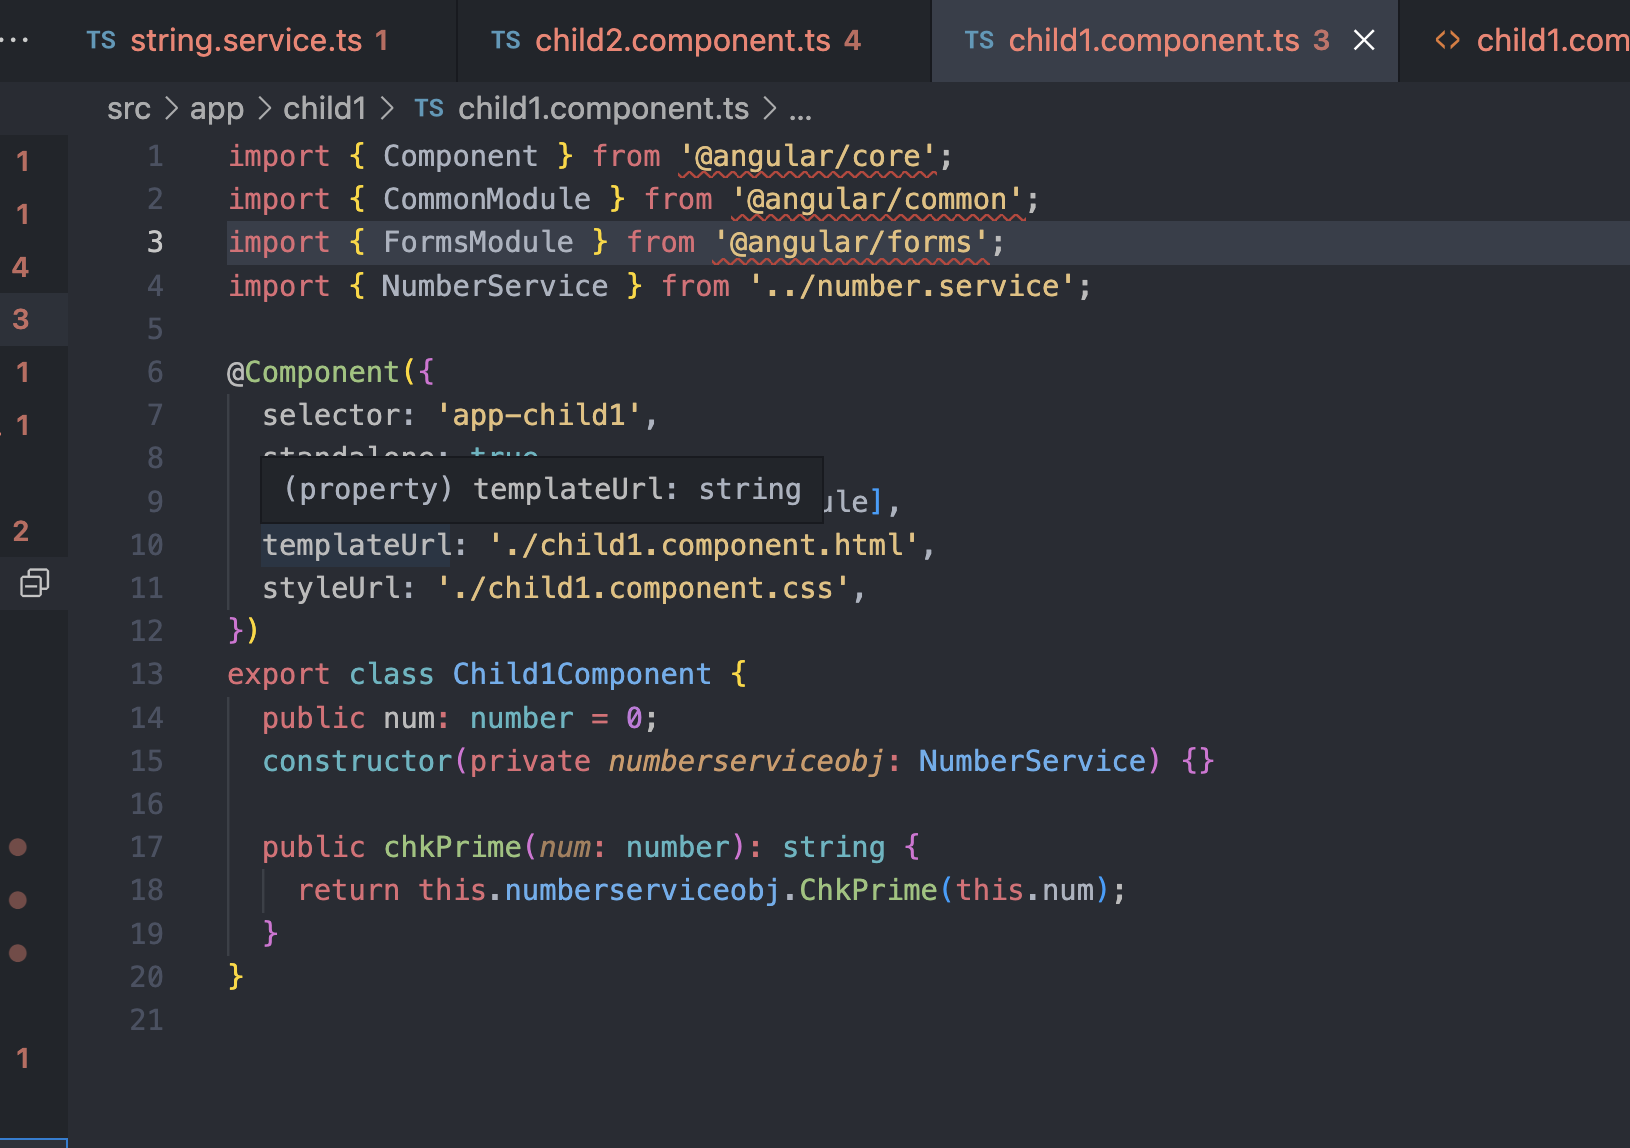 ... TS string.service.ts 1 TS child2.component.ts 4 TS child1.component.ts 3 child1.com
src > app > child1 > TS child1.component.ts > ...
1
1
4
3
1
1
2
1
1 import { Component } from '@angular/core';
2 import { CommonModule } from '@angular/common';
3 import { FormsModule } from '@angular/forms';
4 import { NumberService } from '../number.service';
5
6 @Component({
7 selector: 'app-child1',
8 standalone: true
(property) templateUrl: string
9 ule],
10 templateUrl: './child1.component.html',
11 styleUrl: './child1.component.css',
12 })
13 export class Child1Component {
14 public num: number = 0;
15 constructor(private numberserviceobj: NumberService) {}
16
17 public chkPrime(num: number): string {
18 return this.numberserviceobj.ChkPrime(this.num);
19 }
20 }
21